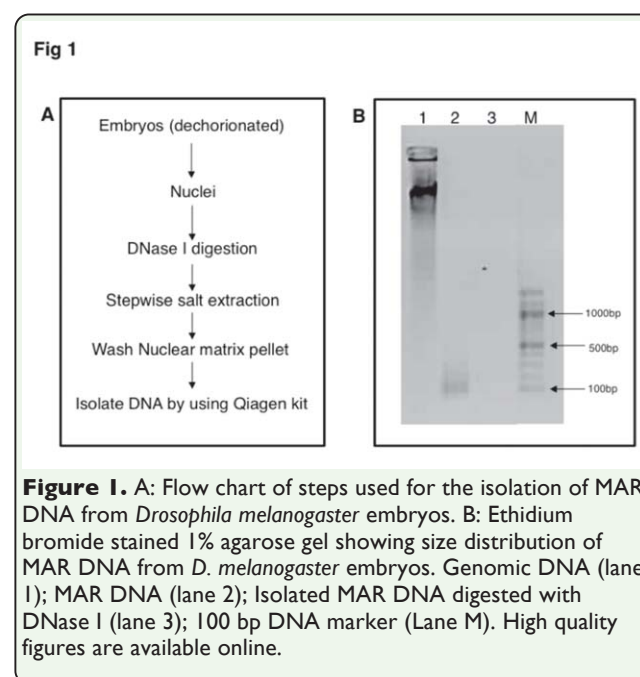 Fig 1
A
Embryos (dechorionated)
Nuclei
DNase I digestion
Stepwise salt extraction
Wash Nuclear matrix pellet
Isolate DNA by using Qiagen kit
B
1 2 3 M
1000bp
500bp
100bp
Figure 1. A: Flow chart of steps used for the isolation of MAR
DNA from Drosophila melanogaster embryos. B: Ethidium
bromide stained 1% agarose gel showing size distribution of
MAR DNA from D. melanogaster embryos. Genomic DNA (lane
1); MAR DNA (lane 2); Isolated MAR DNA digested with
DNase I (lane 3); 100 bp DNA marker (Lane M). High quality
figures are available online.